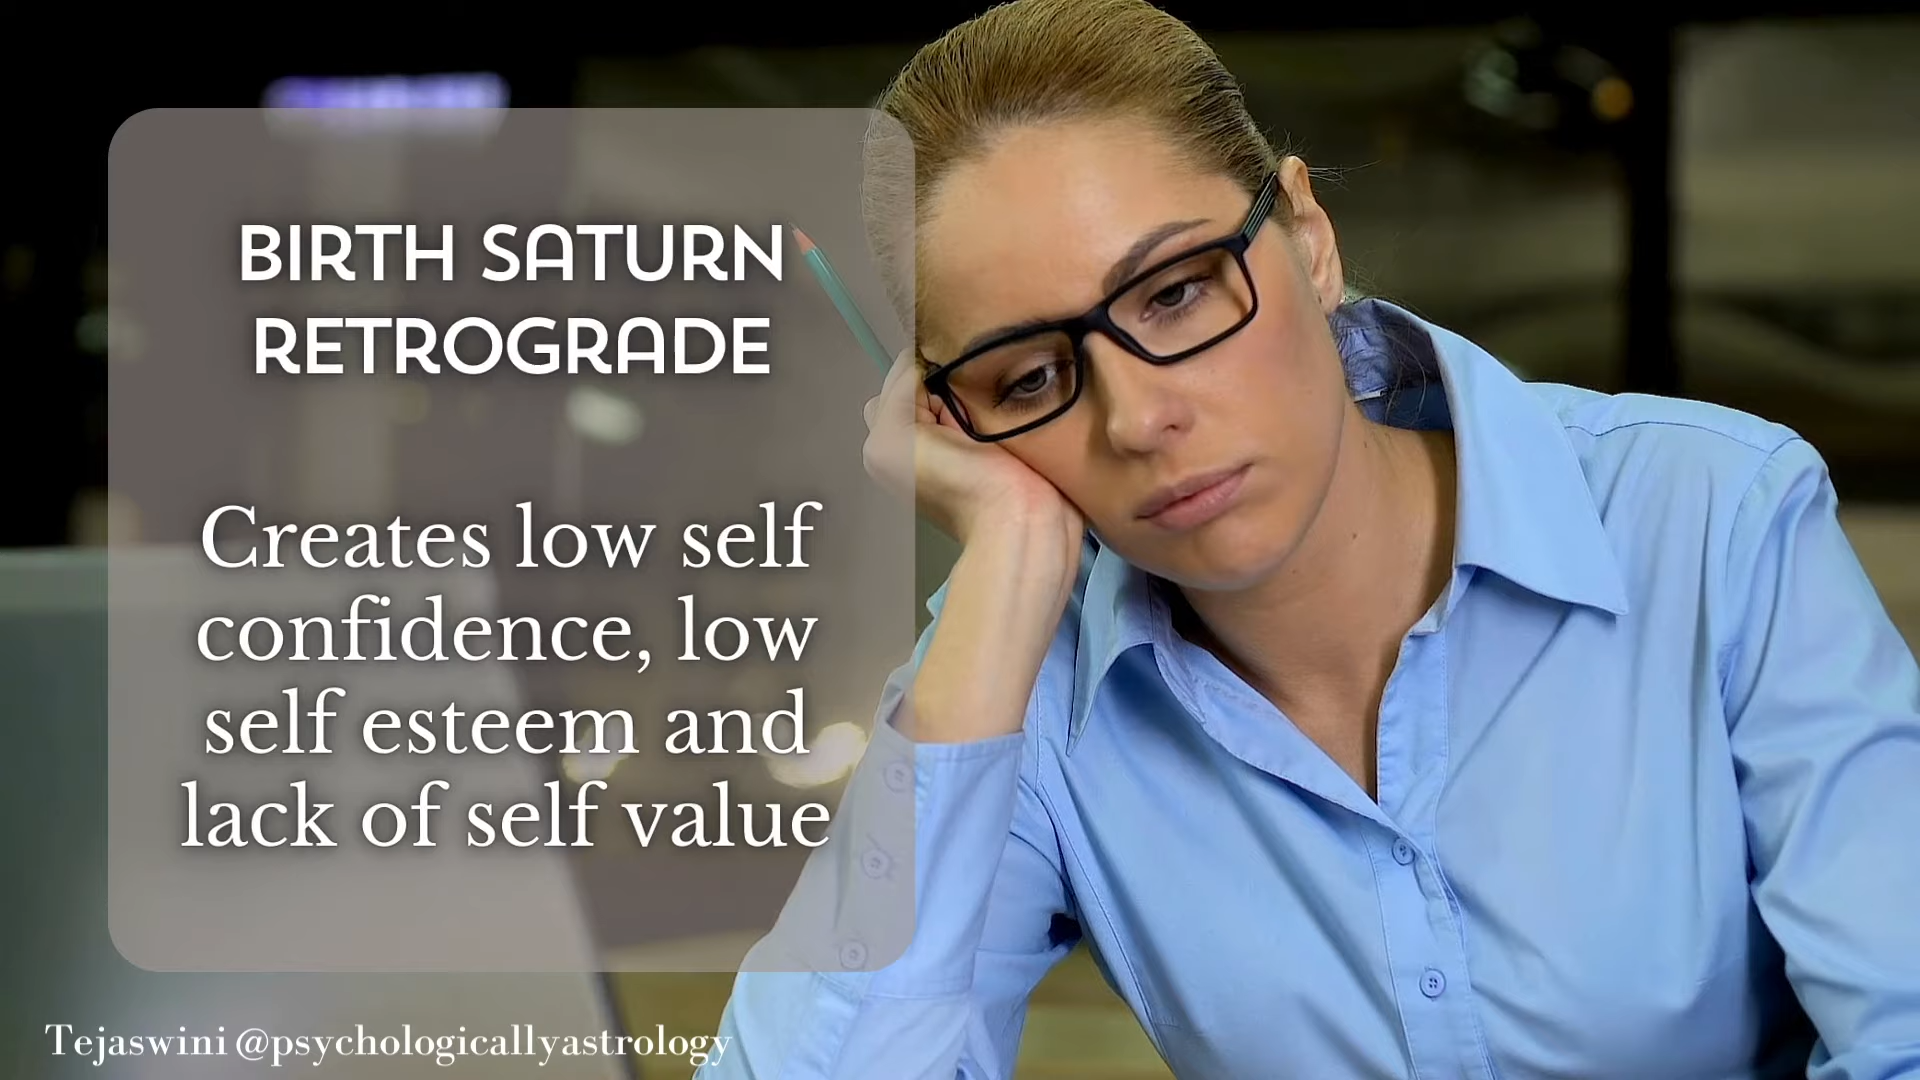 BIRTH SATURN
RETROGRADE
Creates low self
confidence, low
self esteem and
lack of self value
Tejaswini @psychologicallyastrology